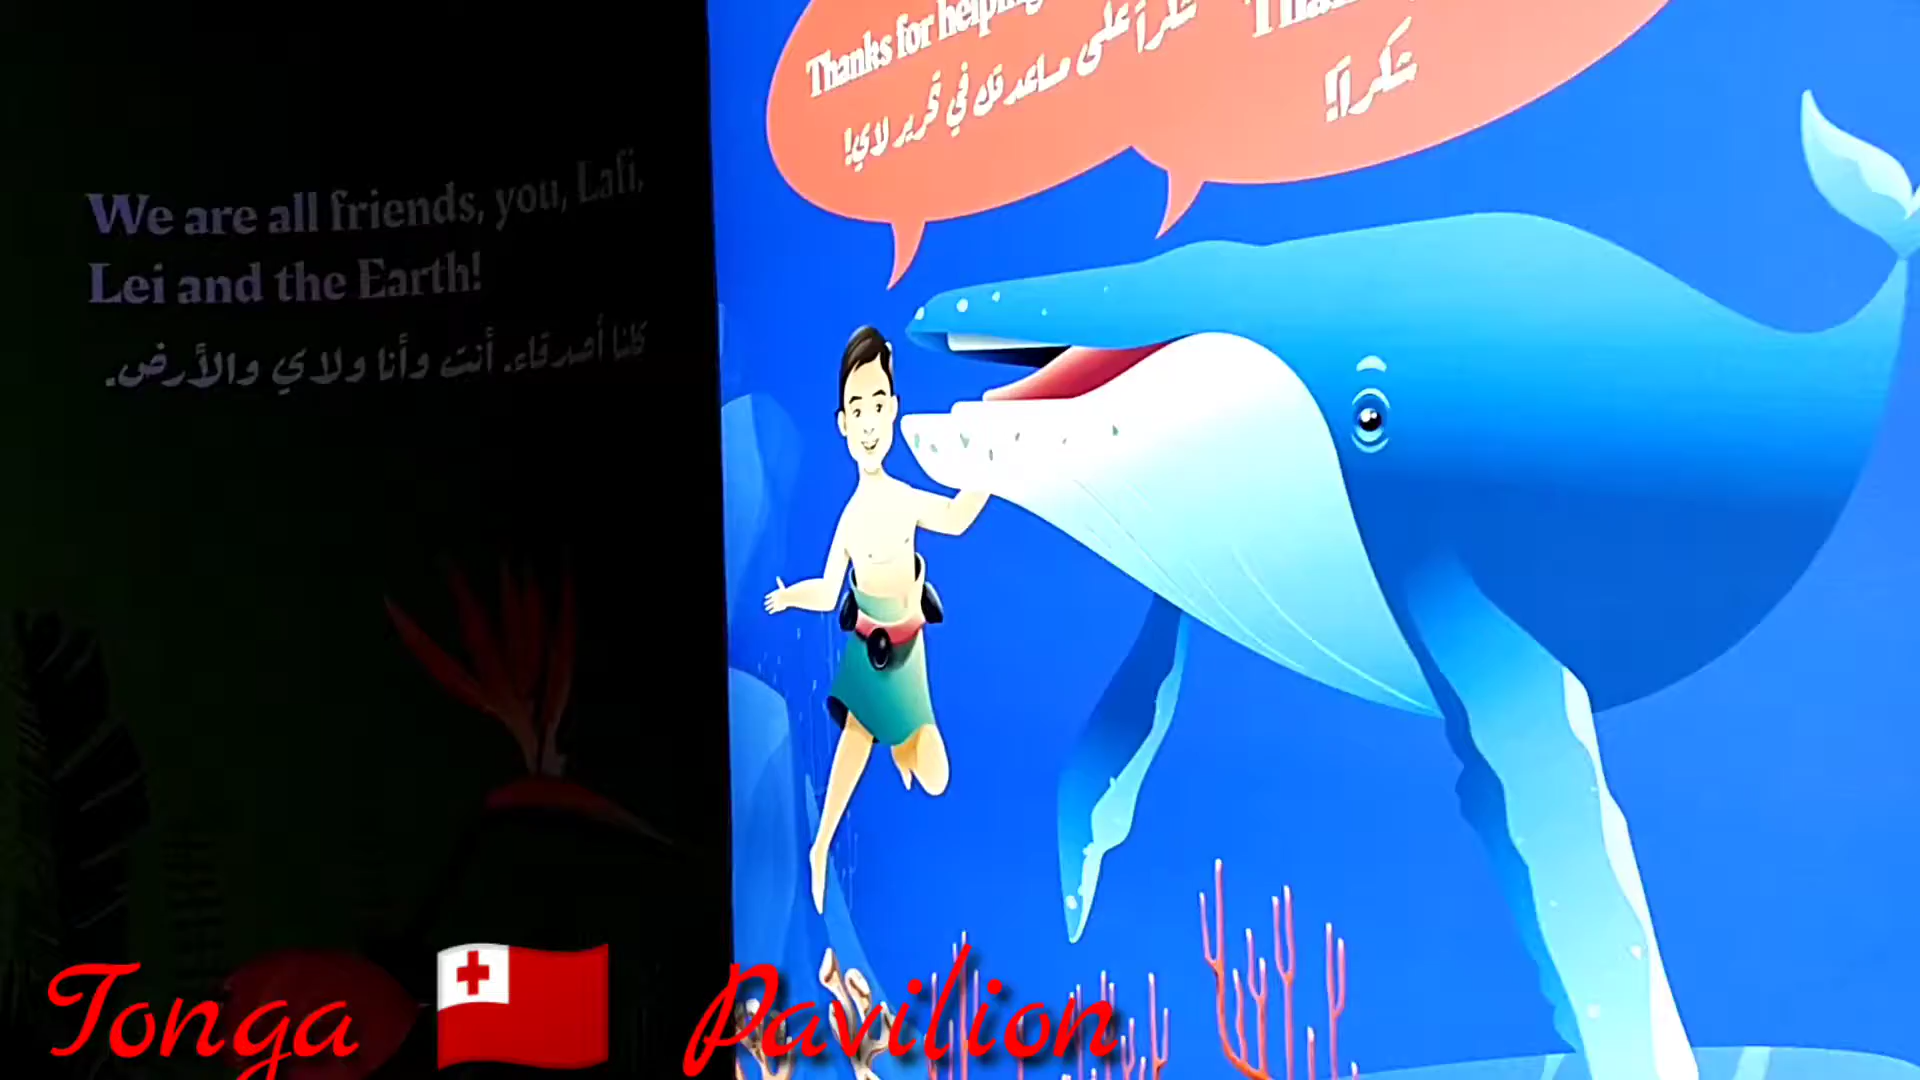 We are all friends, you, Lafi,
Lei and the Earth!
كلنا أصدقاء. أنت وأنا ولاي والأرض.
Thanks for helping
شكراً على مساعدتك في تحرير لاي!
شكراً!
Tonga 🇹🇴 Pavilion